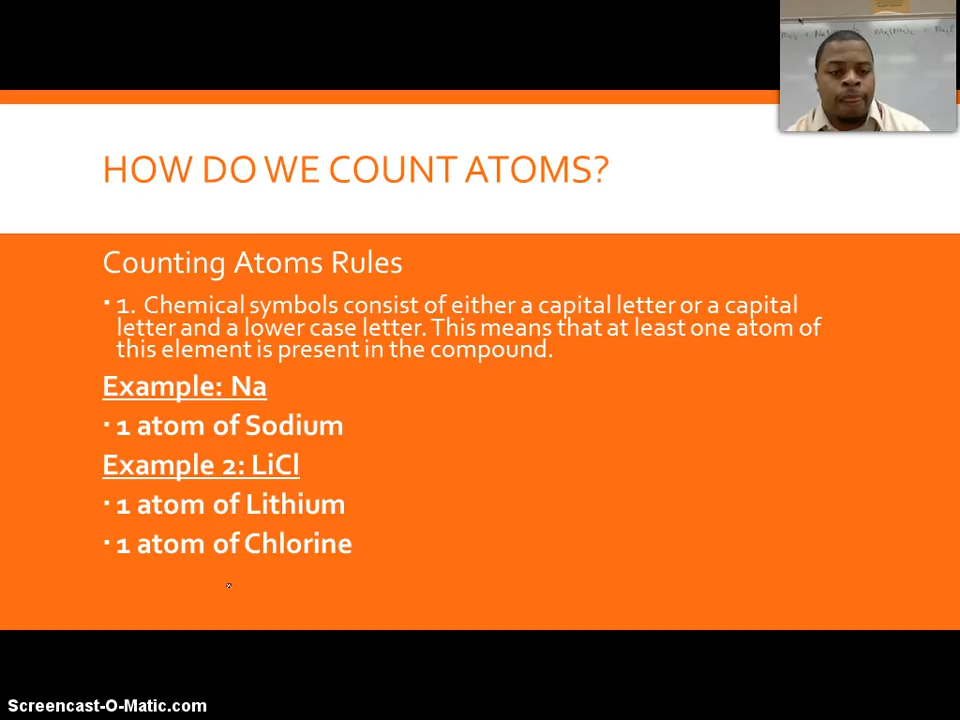 HOW DO WE COUNT ATOMS?
Counting Atoms Rules
▪ 1. Chemical symbols consist of either a capital letter or a capital
letter and a lower case letter. This means that at least one atom of
this element is present in the compound.
Example: Na
▪ 1 atom of Sodium
Example 2: LiCl
▪ 1 atom of Lithium
▪ 1 atom of Chlorine
Screencast-O-Matic.com